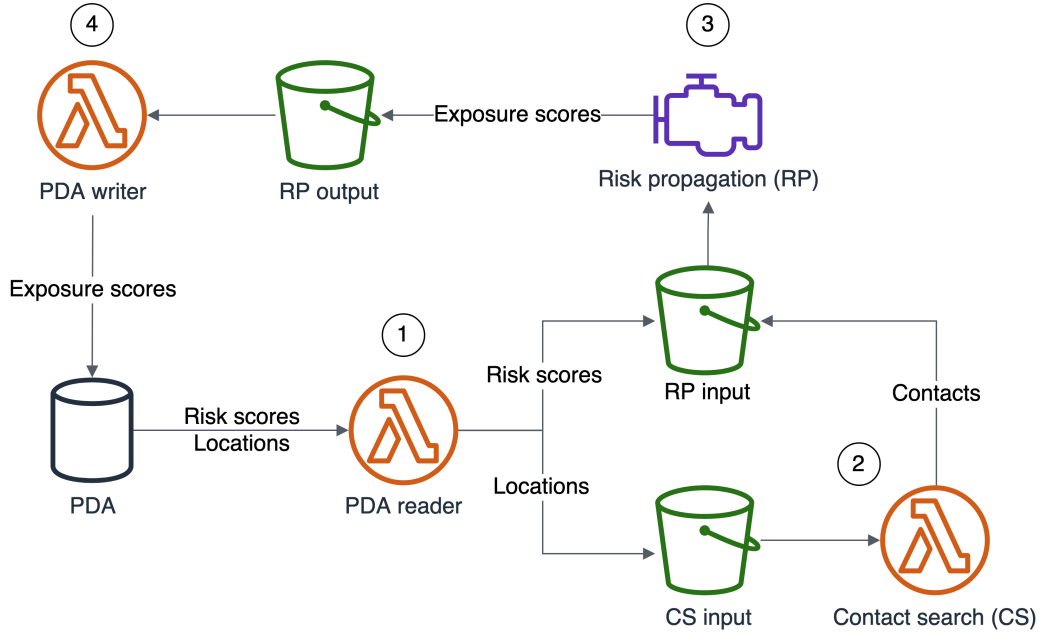 4
3
Exposure scores
PDA writer
RP output
Risk propagation (RP)
Exposure scores
1
Risk scores
RP input
Contacts
Risk scores
Locations
2
Locations
PDA
PDA reader
CS input
Contact search (CS)